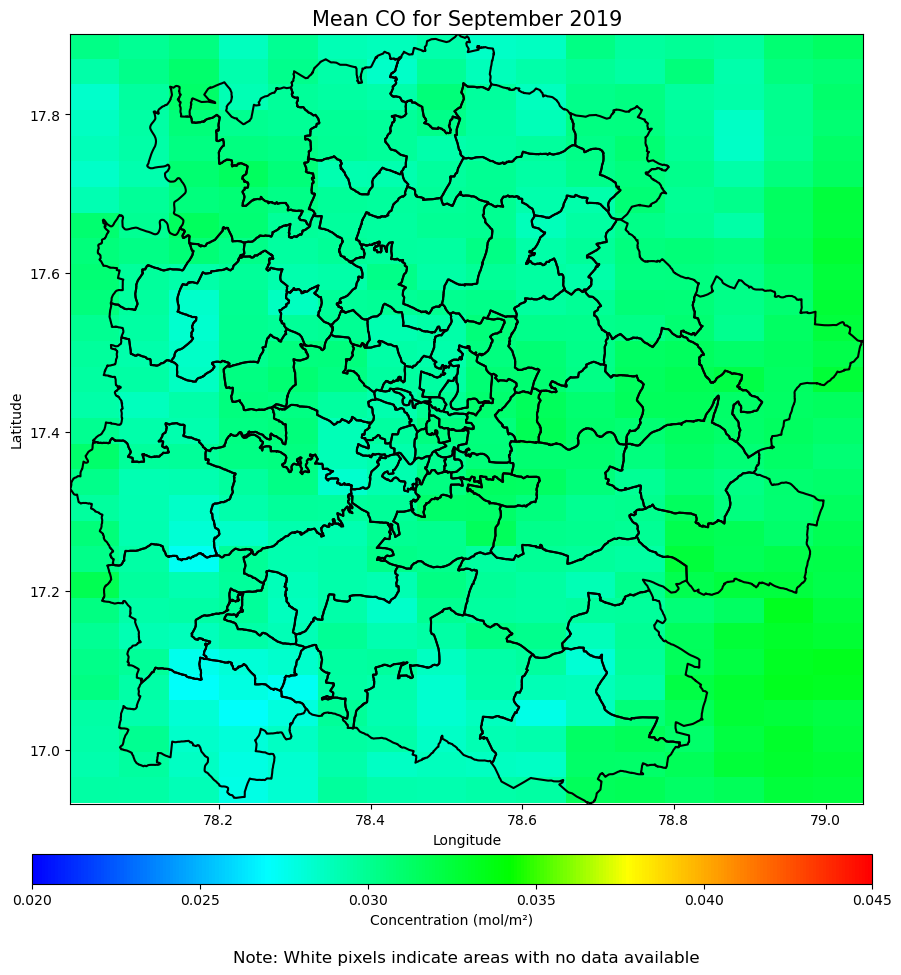 Mean CO for September 2019
17.8
17.6
17.4
17.2
17.0
Latitude
78.2 78.4 78.6 78.8 79.0
Longitude
0.020 0.025 0.030 0.035 0.040 0.045
Concentration (mol/m²)
Note: White pixels indicate areas with no data available